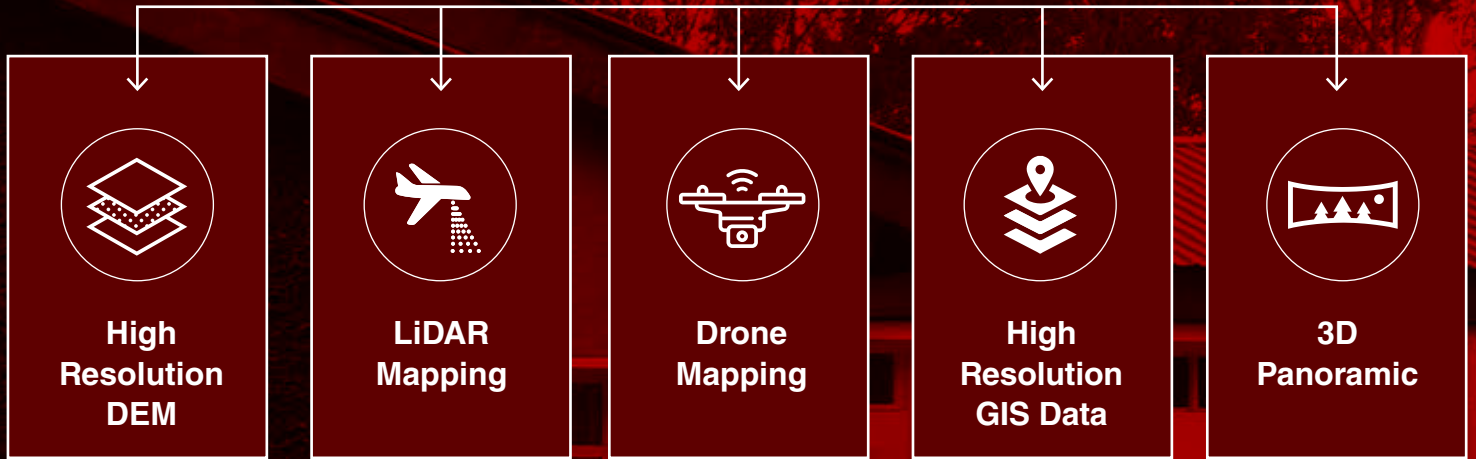 High
Resolution
DEM
LiDAR
Mapping
Drone
Mapping
High
Resolution
GIS Data
3D
Panoramic